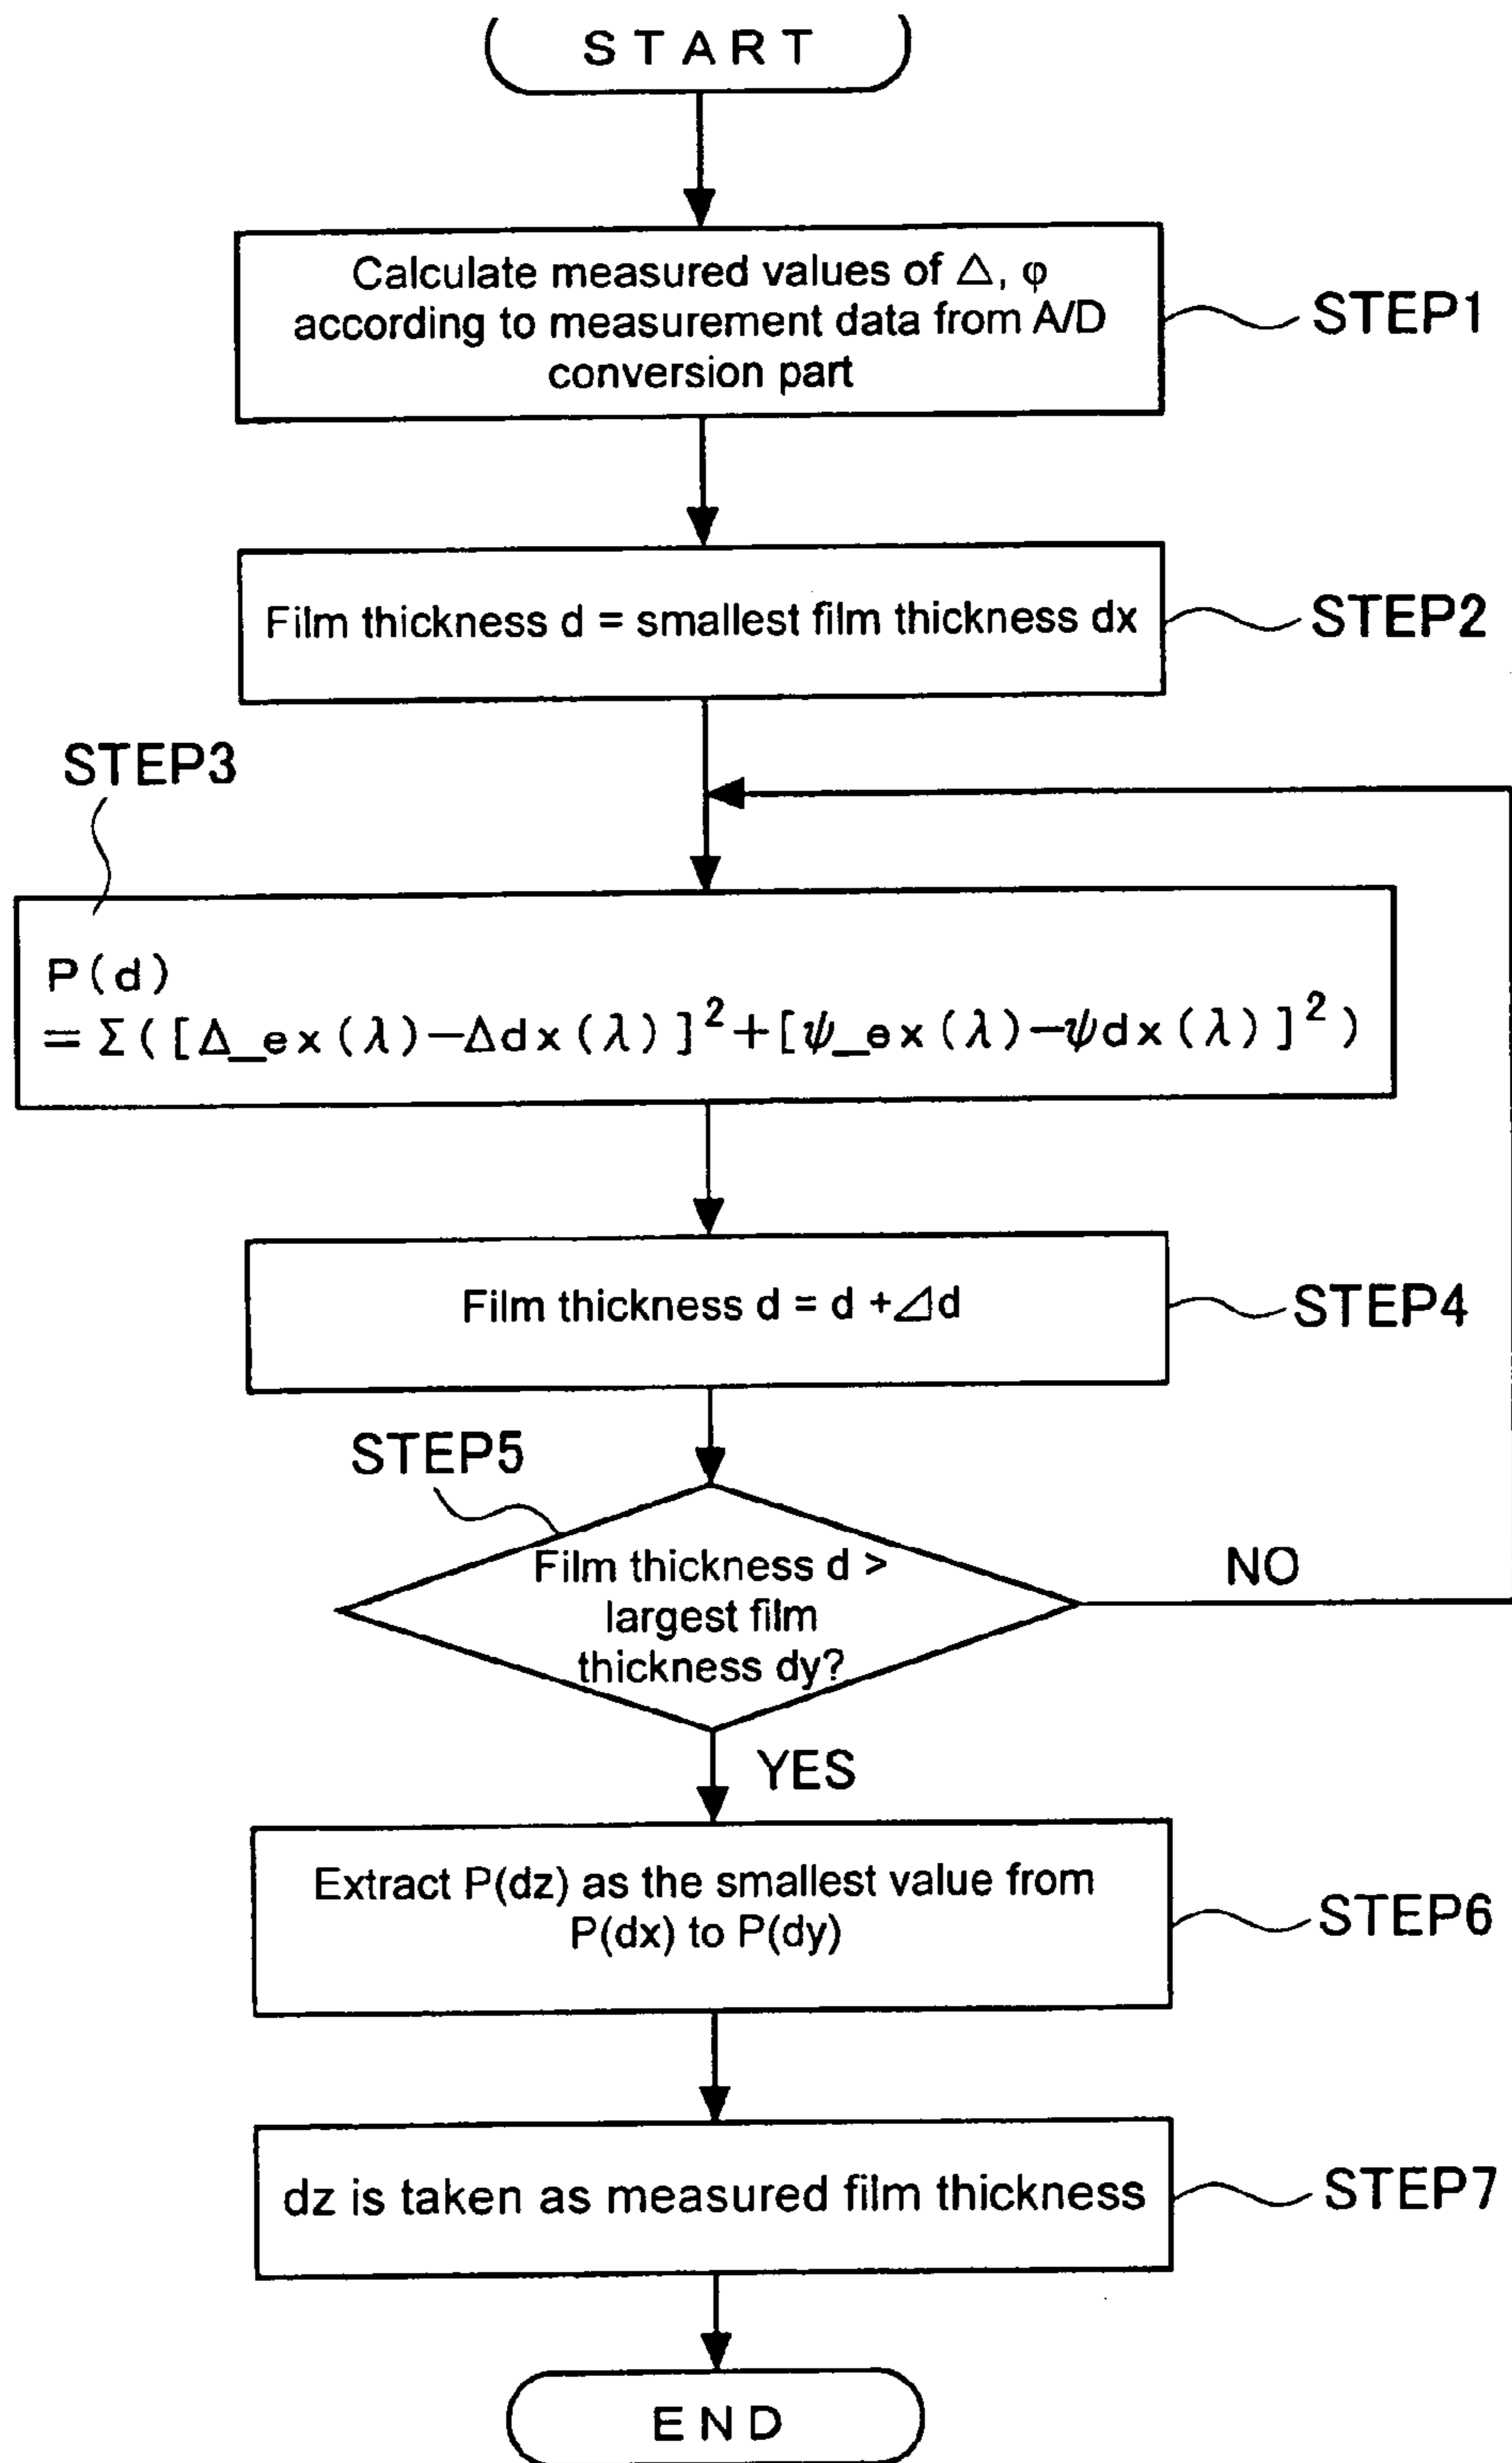 START
Calculate measured values of △, φ
according to measurement data from A/D
conversion part
STEP1
Film thickness d = smallest film thickness dx
STEP2
STEP3
P(d)
=Σ([Δ_ex(λ)−Δdx(λ)]²+[ψ_ex(λ)−ψdx(λ)]²)
Film thickness d = d +⊿d
STEP4
STEP5
Film thickness d >
largest film
thickness dy?
NO
YES
Extract P(dz) as the smallest value from
P(dx) to P(dy)
STEP6
dz is taken as measured film thickness
STEP7
END